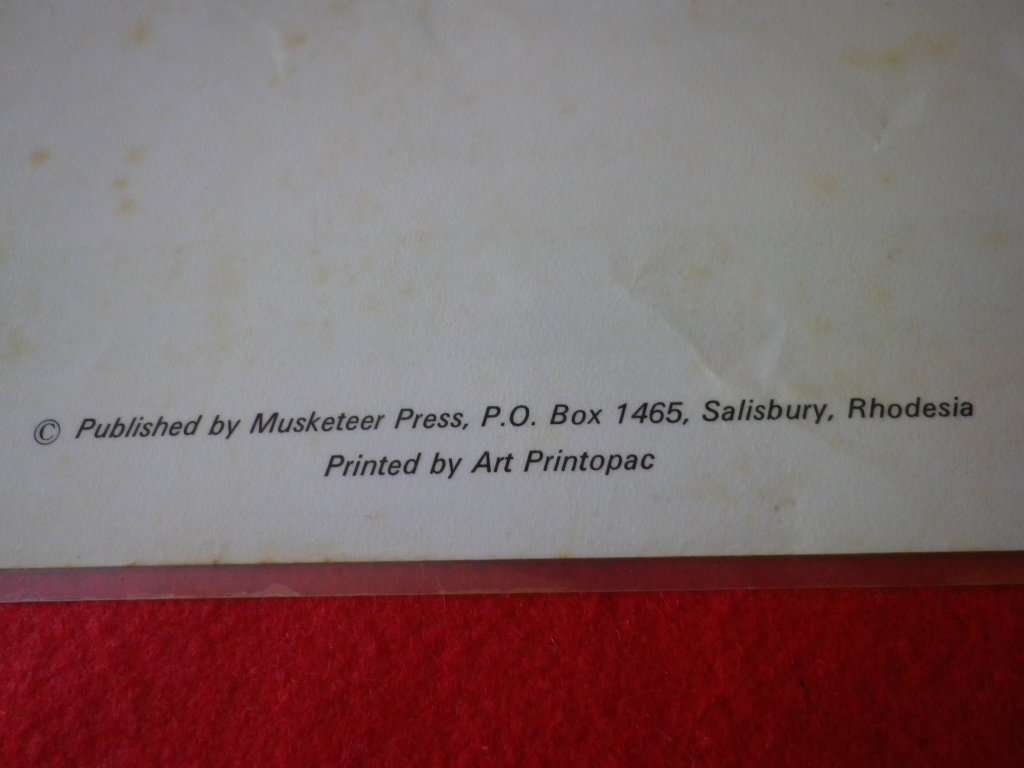 © Published by Musketeer Press, P.O. Box 1465, Salisbury, Rhodesia
Printed by Art Printopac